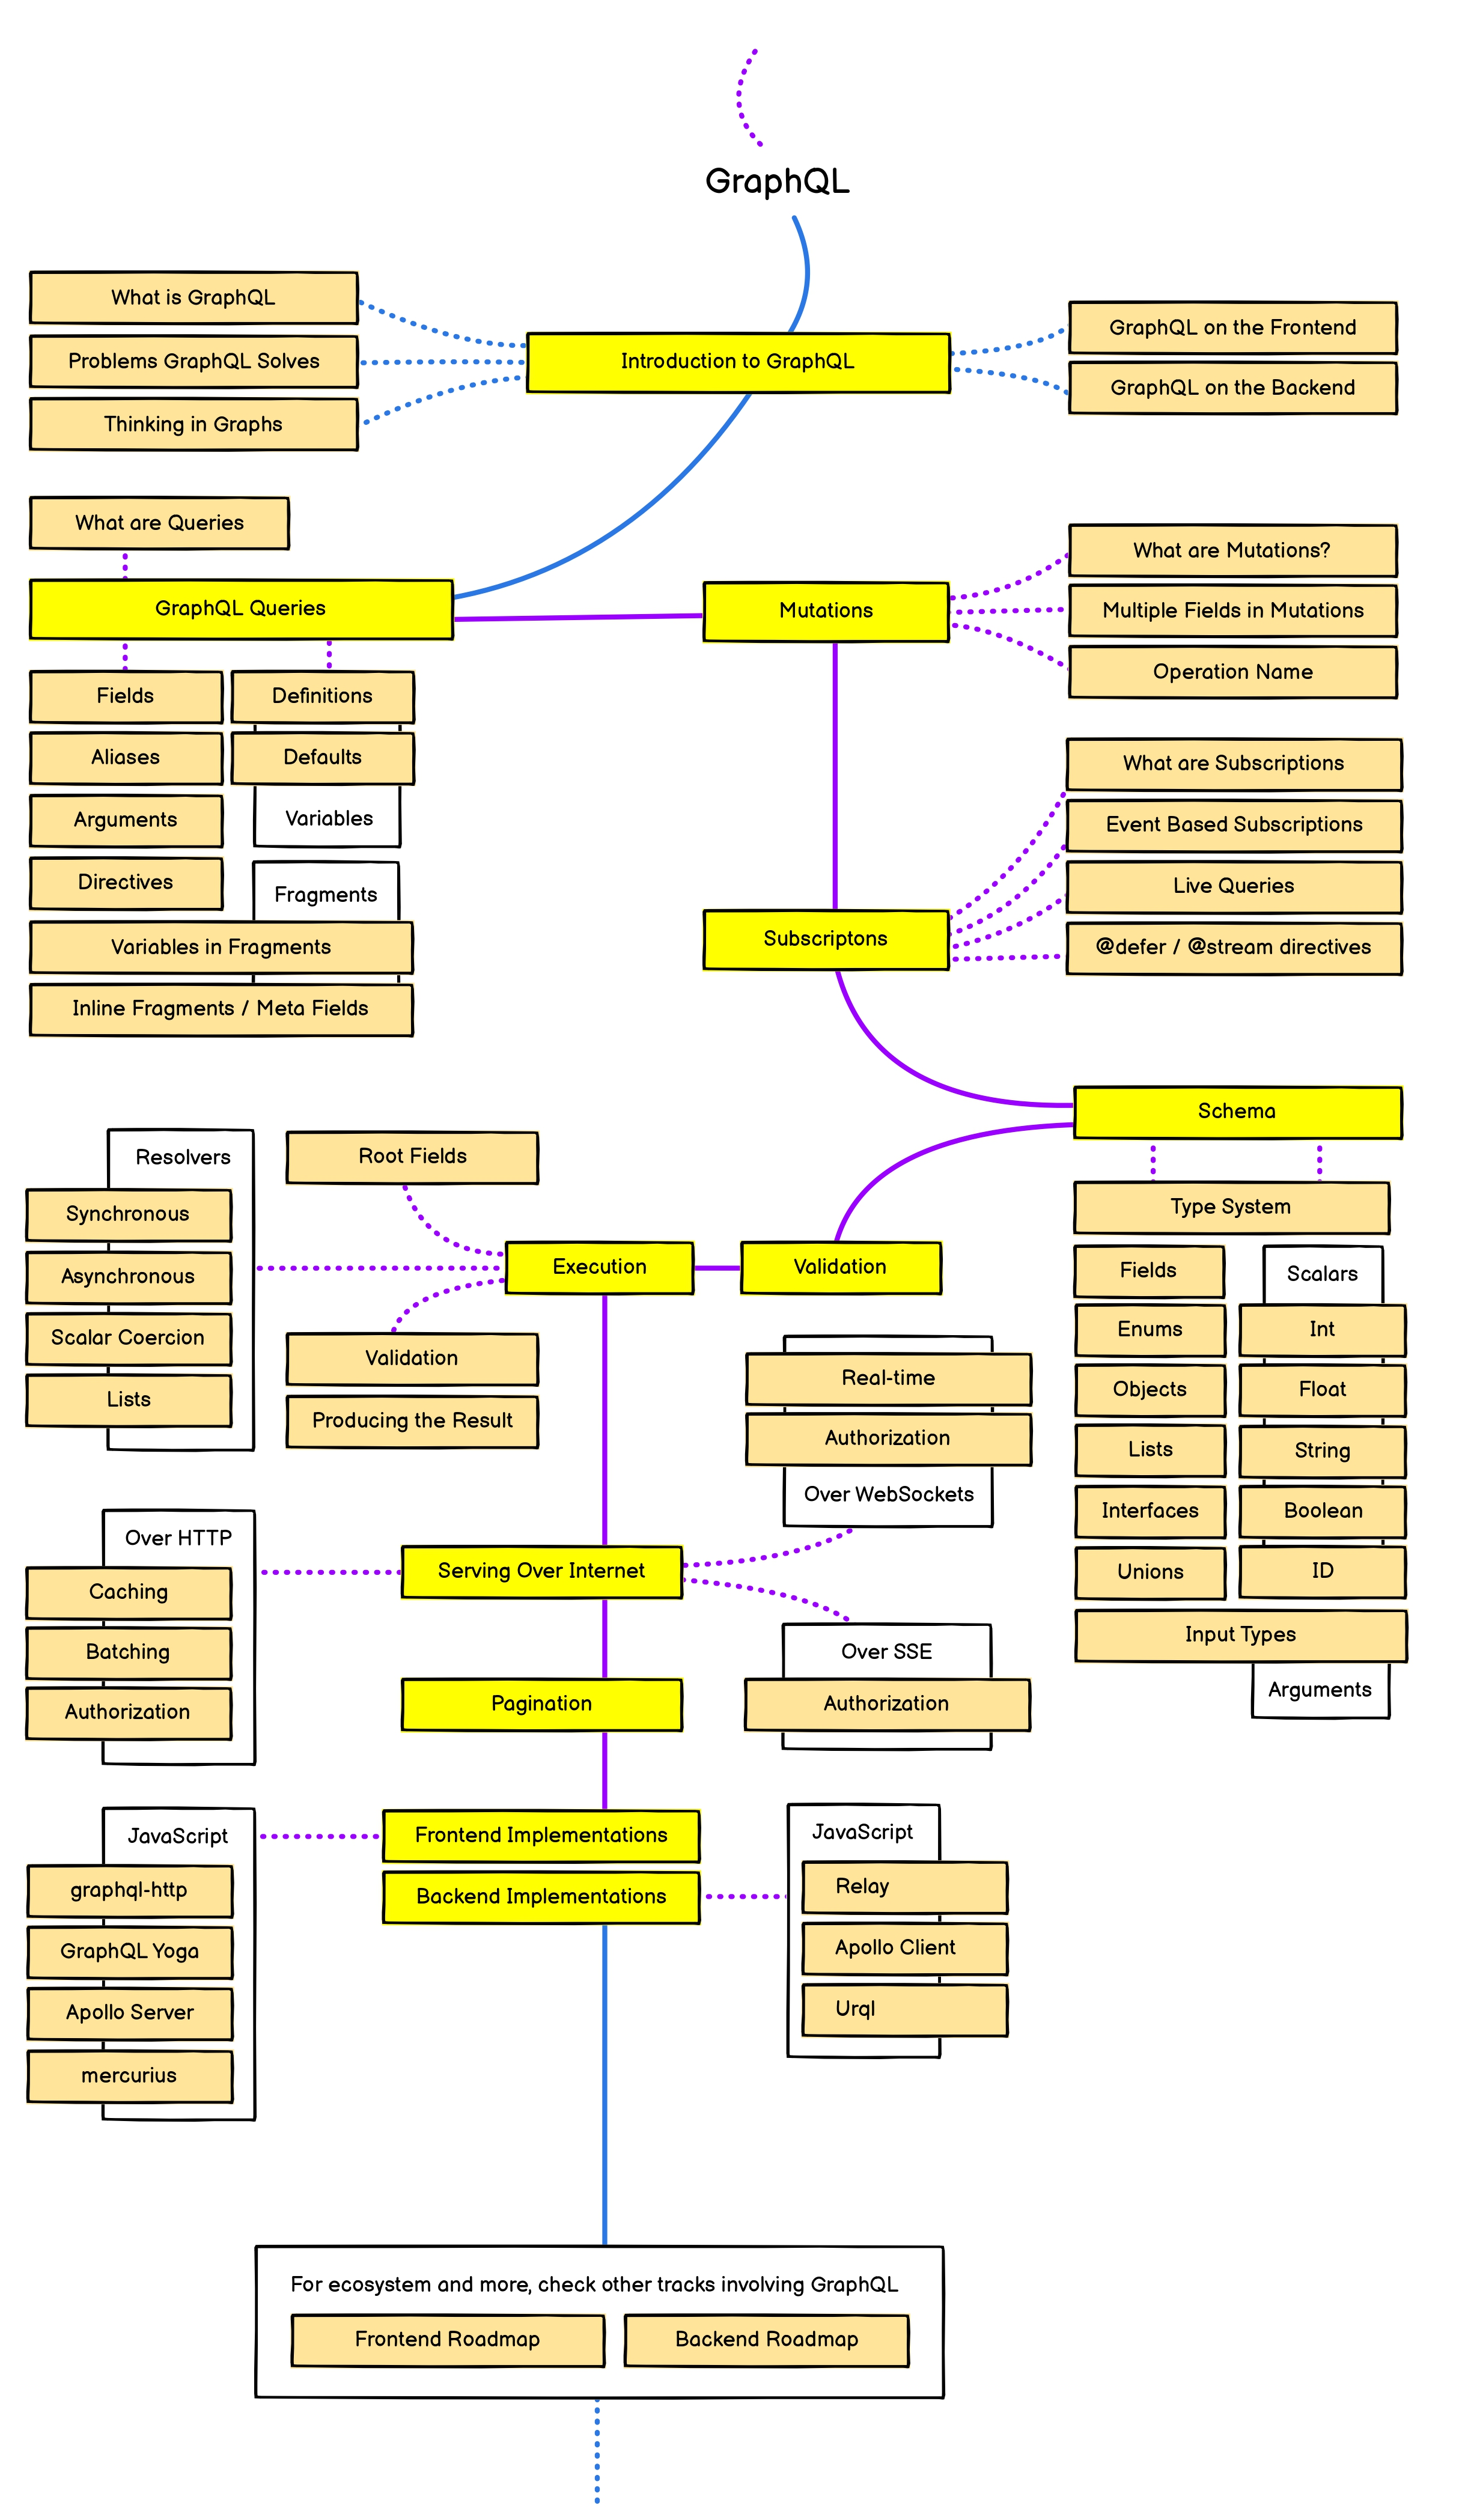 GraphQL
What is GraphQL
Problems GraphQL Solves
Thinking in Graphs
Introduction to GraphQL
GraphQL on the Frontend
GraphQL on the Backend
What are Queries
GraphQL Queries
Fields
Aliases
Arguments
Directives
Definitions
Defaults
Variables
Fragments
Variables in Fragments
Inline Fragments / Meta Fields
Mutations
What are Mutations?
Multiple Fields in Mutations
Operation Name
Subscriptons
What are Subscriptions
Event Based Subscriptions
Live Queries
@defer / @stream directives
Schema
Type System
Fields
Enums
Objects
Lists
Interfaces
Unions
Scalars
Int
Float
String
Boolean
ID
Input Types
Arguments
Validation
Execution
Root Fields
Resolvers
Synchronous
Asynchronous
Scalar Coercion
Lists
Validation
Producing the Result
Real-time
Authorization
Over WebSockets
Serving Over Internet
Over HTTP
Caching
Batching
Authorization
Over SSE
Authorization
Pagination
Frontend Implementations
Backend Implementations
JavaScript
graphql-http
GraphQL Yoga
Apollo Server
mercurius
JavaScript
Relay
Apollo Client
Urql
For ecosystem and more, check other tracks involving GraphQL
Frontend Roadmap
Backend Roadmap